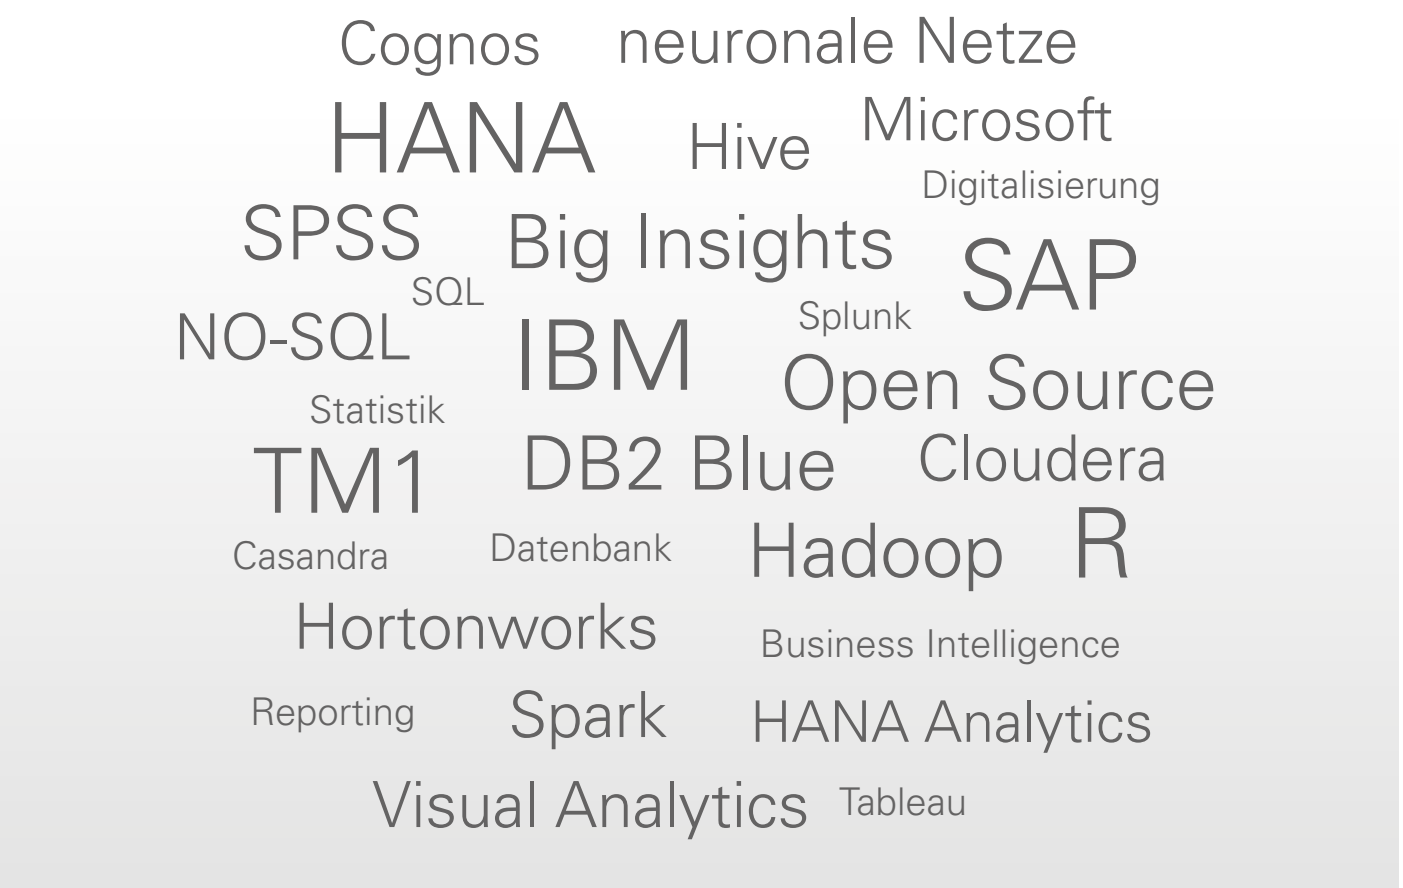 Cognos neuronale Netze
HANA Hive Microsoft
Digitalisierung
SPSS Big Insights SAP
SQL Splunk
NO-SQL IBM Open Source
Statistik
TM1 DB2 Blue Cloudera
Casandra Datenbank Hadoop R
Hortonworks Business Intelligence
Reporting Spark HANA Analytics
Visual Analytics Tableau